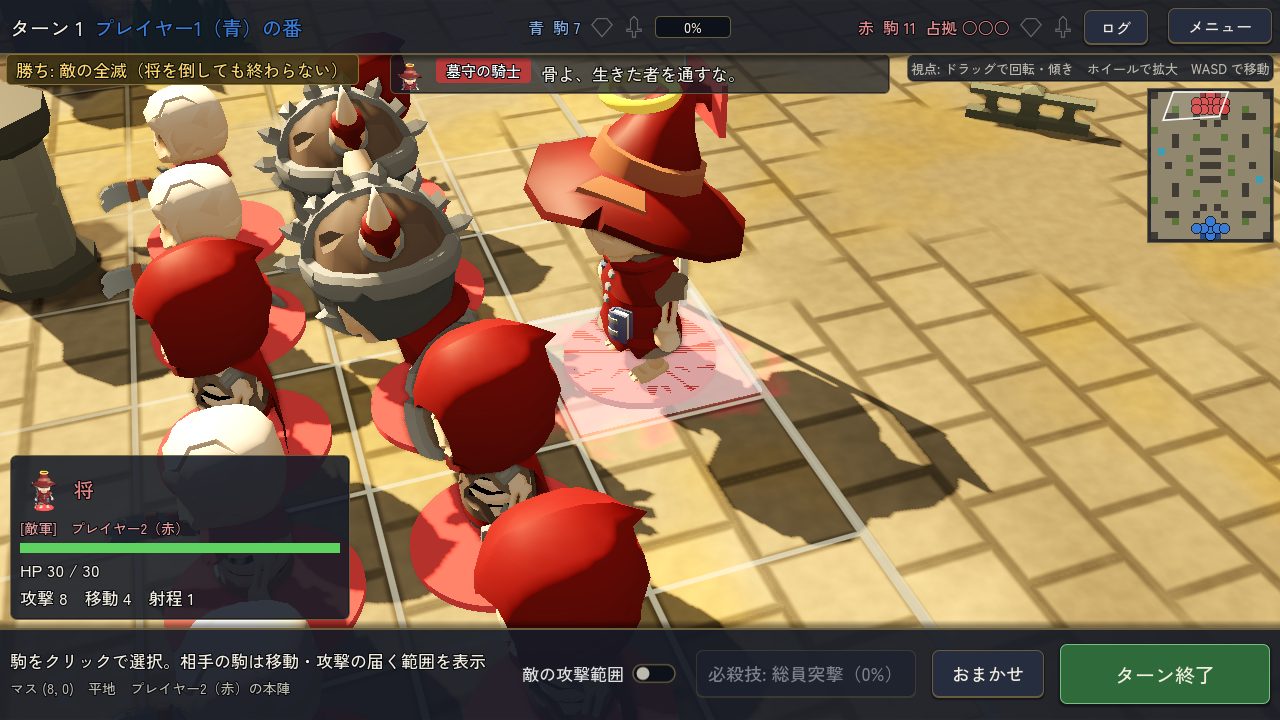 ターン 1 プレイヤー1（青）の番
青 駒 7
0%
赤 駒 11 占拠 〇〇〇
ログ
メニュー
勝ち: 敵の全滅（将を倒しても終わらない）
墓守の騎士 骨よ、生きた者を通すな。
視点: ドラッグで回転・傾き ホイールで拡大 WASD で移動
将
[敵軍] プレイヤー2（赤）
HP 30 / 30
攻撃 8 移動 4 射程 1
駒をクリックで選択。相手の駒は移動・攻撃の届く範囲を表示
マス (8, 0) 平地 プレイヤー2（赤）の本陣
敵の攻撃範囲
必殺技: 総員突撃（0%）
おまかせ
ターン終了